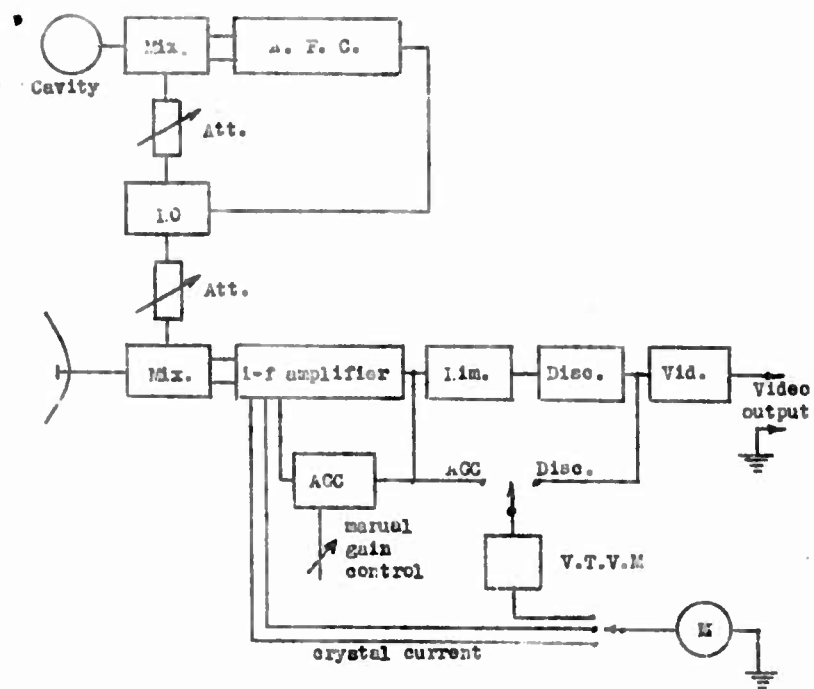 Mix.
A. F. C.
Cavity
Att.
LO
Att.
Mix.
i-f amplifier
Lim.
Disc.
Vid.
Video
output
AGC
AGC
Disc.
manual
gain
control
V.T.V.M
M
crystal current